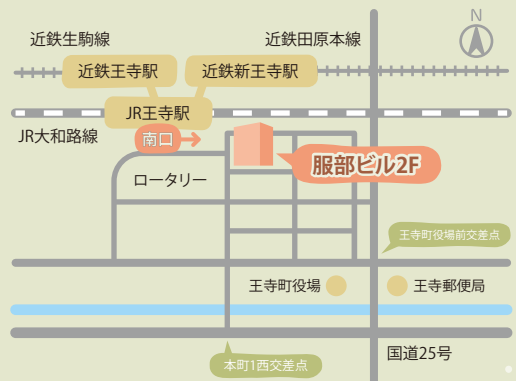 N
近鉄生駒線
近鉄田原本線
近鉄王寺駅
近鉄新王寺駅
JR王寺駅
JR大和路線
南口
服部ビル2F
ロータリー
王寺町役場前交差点
王寺町役場
王寺郵便局
国道25号
本町1西交差点